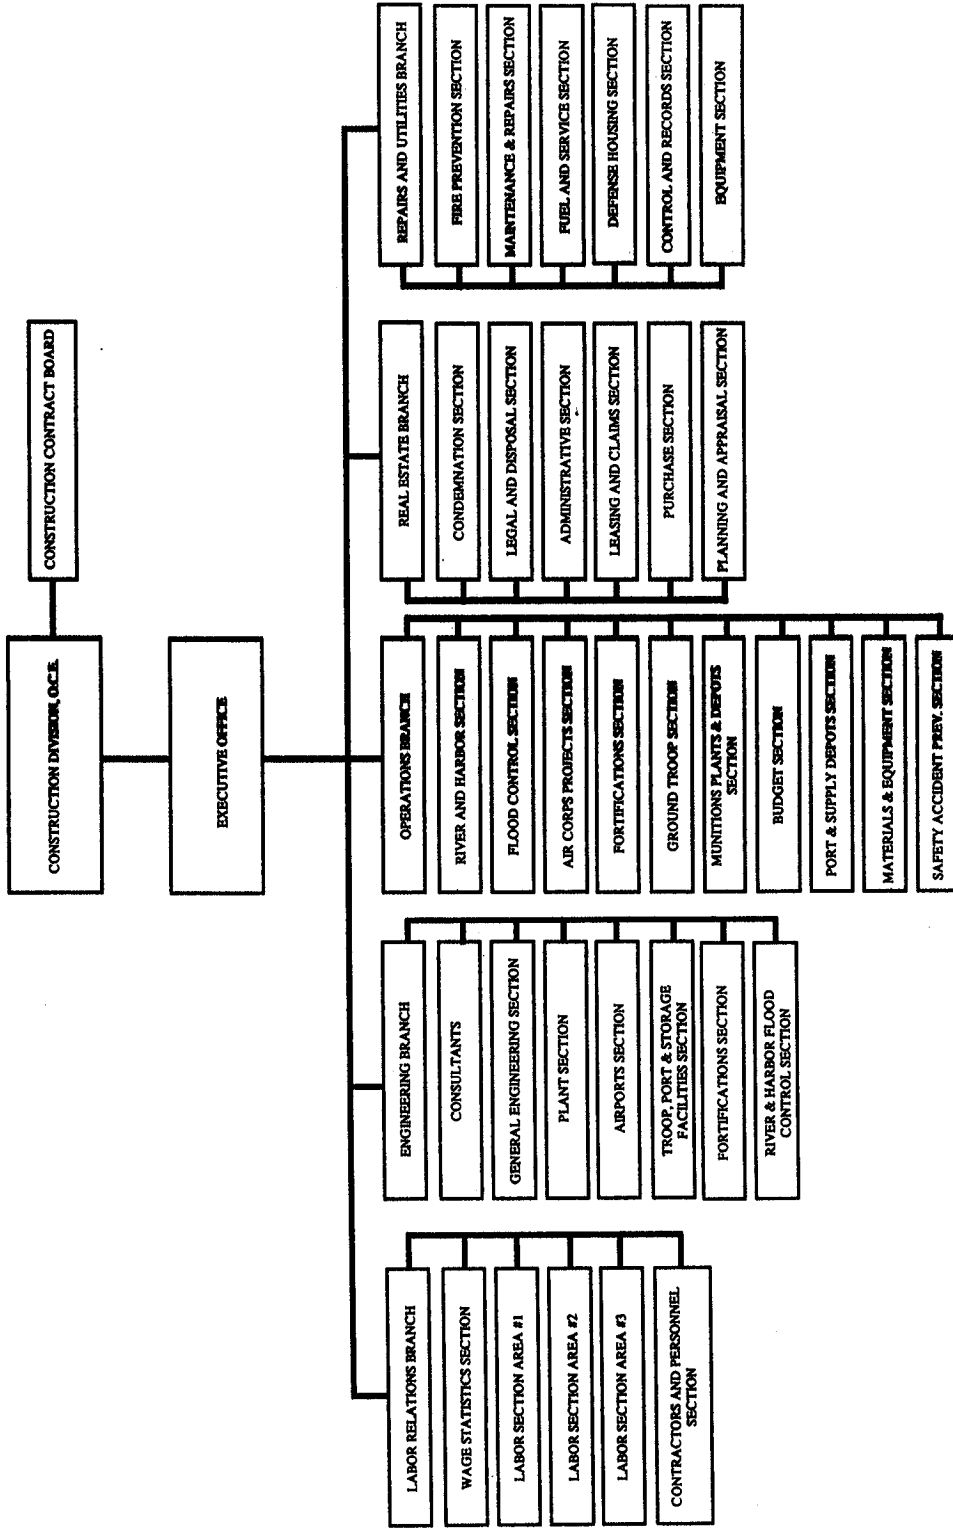 CONSTRUCTION DIVISION, O.C.E.
CONSTRUCTION CONTRACT BOARD
EXECUTIVE OFFICE
LABOR RELATIONS BRANCH
WAGE STATISTICS SECTION
LABOR SECTION AREA #1
LABOR SECTION AREA #2
LABOR SECTION AREA #3
CONTRACTORS AND PERSONNEL
SECTION
ENGINEERING BRANCH
CONSULTANTS
GENERAL ENGINEERING SECTION
PLANT SECTION
AIRPORTS SECTION
TROOP, PORT & STORAGE
FACILITIES SECTION
FORTIFICATIONS SECTION
RIVER & HARBOR FLOOD
CONTROL SECTION
OPERATIONS BRANCH
RIVER AND HARBOR SECTION
FLOOD CONTROL SECTION
AIR CORPS PROJECTS SECTION
FORTIFICATIONS SECTION
GROUND TROOP SECTION
MUNITIONS PLANTS & DEPOTS
SECTION
BUDGET SECTION
PORT & SUPPLY DEPOTS SECTION
MATERIALS & EQUIPMENT SECTION
SAFETY ACCIDENT PREV. SECTION
REAL ESTATE BRANCH
CONDEMNATION SECTION
LEGAL AND DISPOSAL SECTION
ADMINISTRATIVE SECTION
LEASING AND CLAIMS SECTION
PURCHASE SECTION
PLANNING AND APPRAISAL SECTION
REPAIRS AND UTILITIES BRANCH
FIRE PREVENTION SECTION
MAINTENANCE & REPAIRS SECTION
FUEL AND SERVICE SECTION
DEFENSE HOUSING SECTION
CONTROL AND RECORDS SECTION
EQUIPMENT SECTION